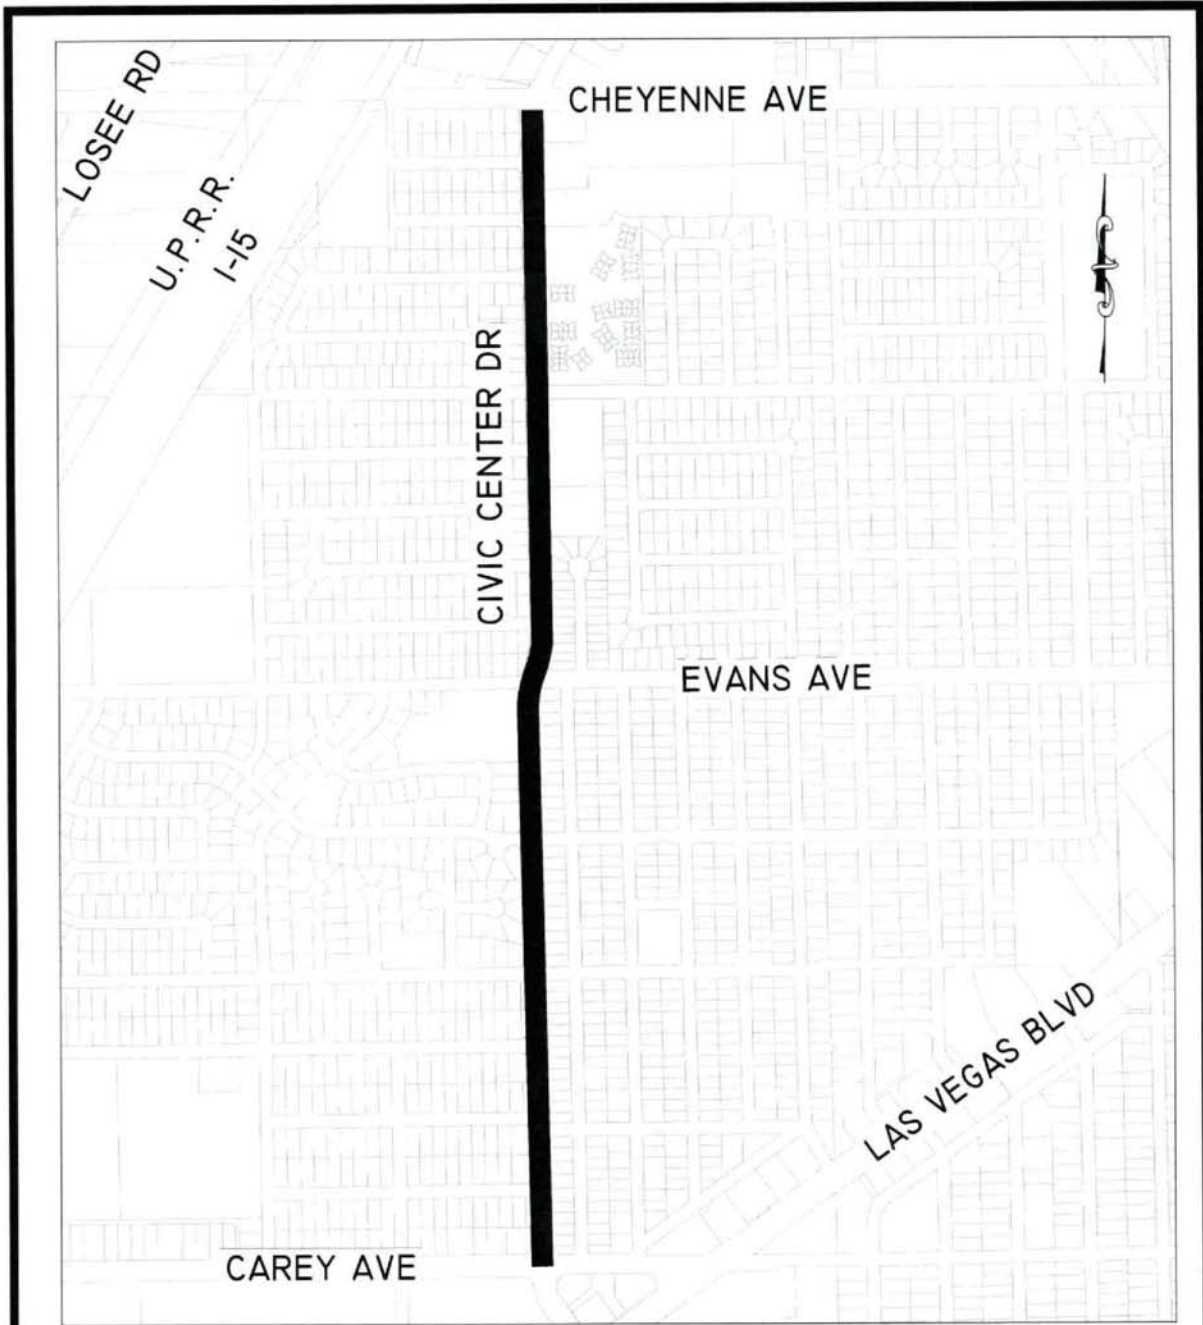 LOSEE RD
CHEYENNE AVE
U.P.R.R.
I-15
CIVIC CENTER DR
EVANS AVE
LAS VEGAS BLVD
CAREY AVE